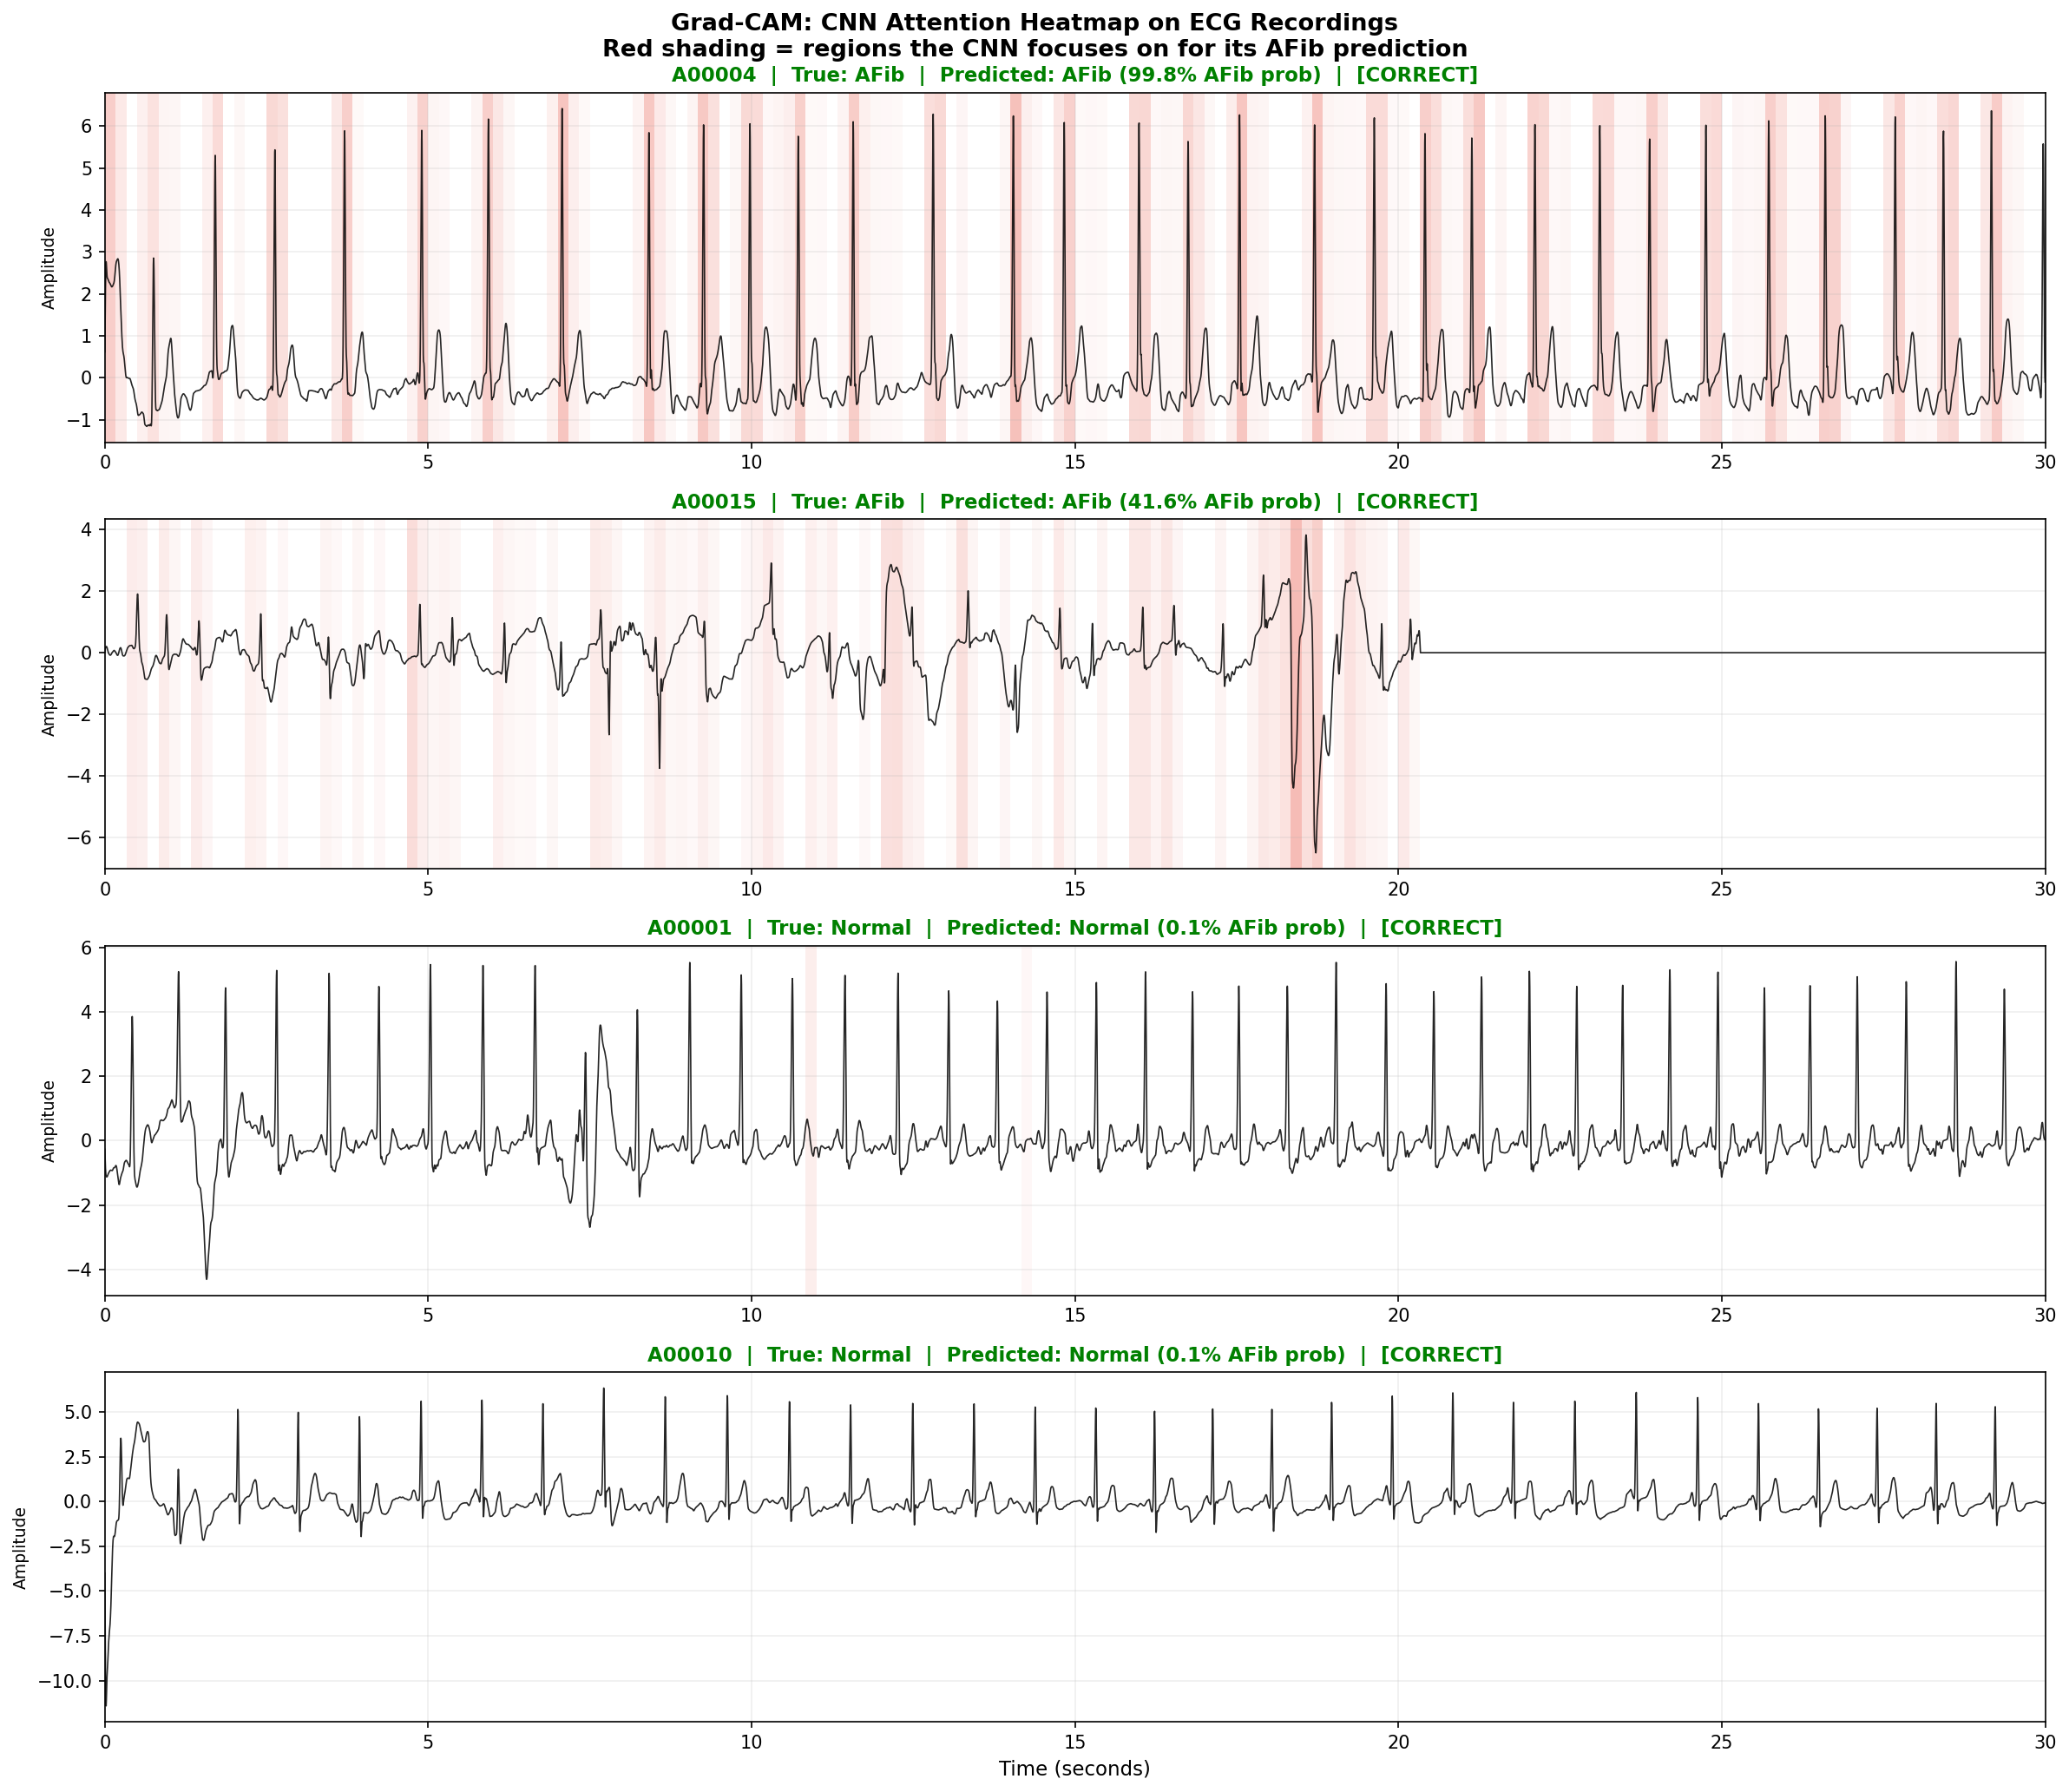 Grad-CAM: CNN Attention Heatmap on ECG Recordings
Red shading = regions the CNN focuses on for its AFib prediction
A00004 | True: AFib | Predicted: AFib (99.8% AFib prob) | [CORRECT]
Amplitude
6
5
4
3
2
1
0
−1
0 5 10 15 20 25 30
A00015 | True: AFib | Predicted: AFib (41.6% AFib prob) | [CORRECT]
Amplitude
4
2
0
−2
−4
−6
0 5 10 15 20 25 30
A00001 | True: Normal | Predicted: Normal (0.1% AFib prob) | [CORRECT]
Amplitude
6
4
2
0
−2
−4
0 5 10 15 20 25 30
A00010 | True: Normal | Predicted: Normal (0.1% AFib prob) | [CORRECT]
Amplitude
5.0
2.5
0.0
−2.5
−5.0
−7.5
−10.0
0 5 10 15 20 25 30
Time (seconds)